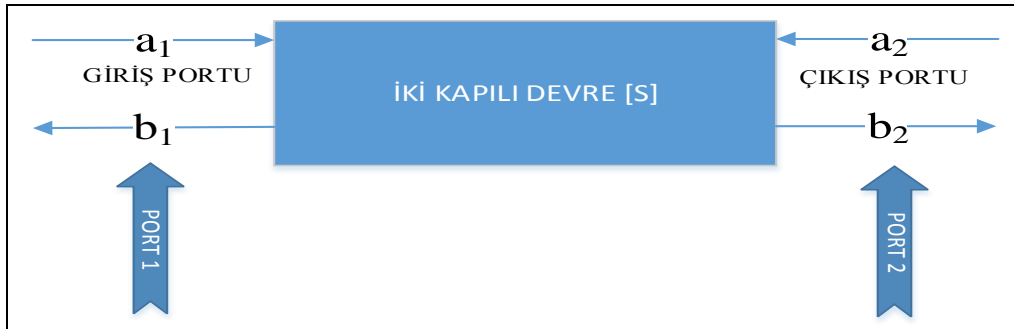 a₁
GİRİŞ PORTU
b₁
İKİ KAPILI DEVRE [S]
a₂
ÇIKIŞ PORTU
b₂
PORT 1
PORT 2